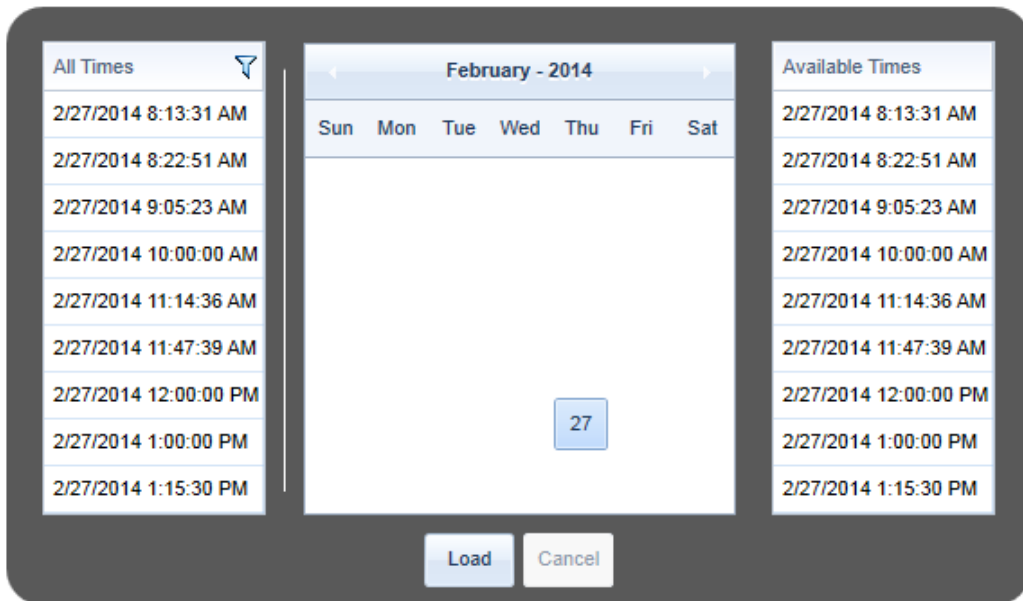 All Times
2/27/2014 8:13:31 AM
2/27/2014 8:22:51 AM
2/27/2014 9:05:23 AM
2/27/2014 10:00:00 AM
2/27/2014 11:14:36 AM
2/27/2014 11:47:39 AM
2/27/2014 12:00:00 PM
2/27/2014 1:00:00 PM
2/27/2014 1:15:30 PM
February - 2014
Sun Mon Tue Wed Thu Fri Sat
27
Available Times
2/27/2014 8:13:31 AM
2/27/2014 8:22:51 AM
2/27/2014 9:05:23 AM
2/27/2014 10:00:00 AM
2/27/2014 11:14:36 AM
2/27/2014 11:47:39 AM
2/27/2014 12:00:00 PM
2/27/2014 1:00:00 PM
2/27/2014 1:15:30 PM
Load Cancel